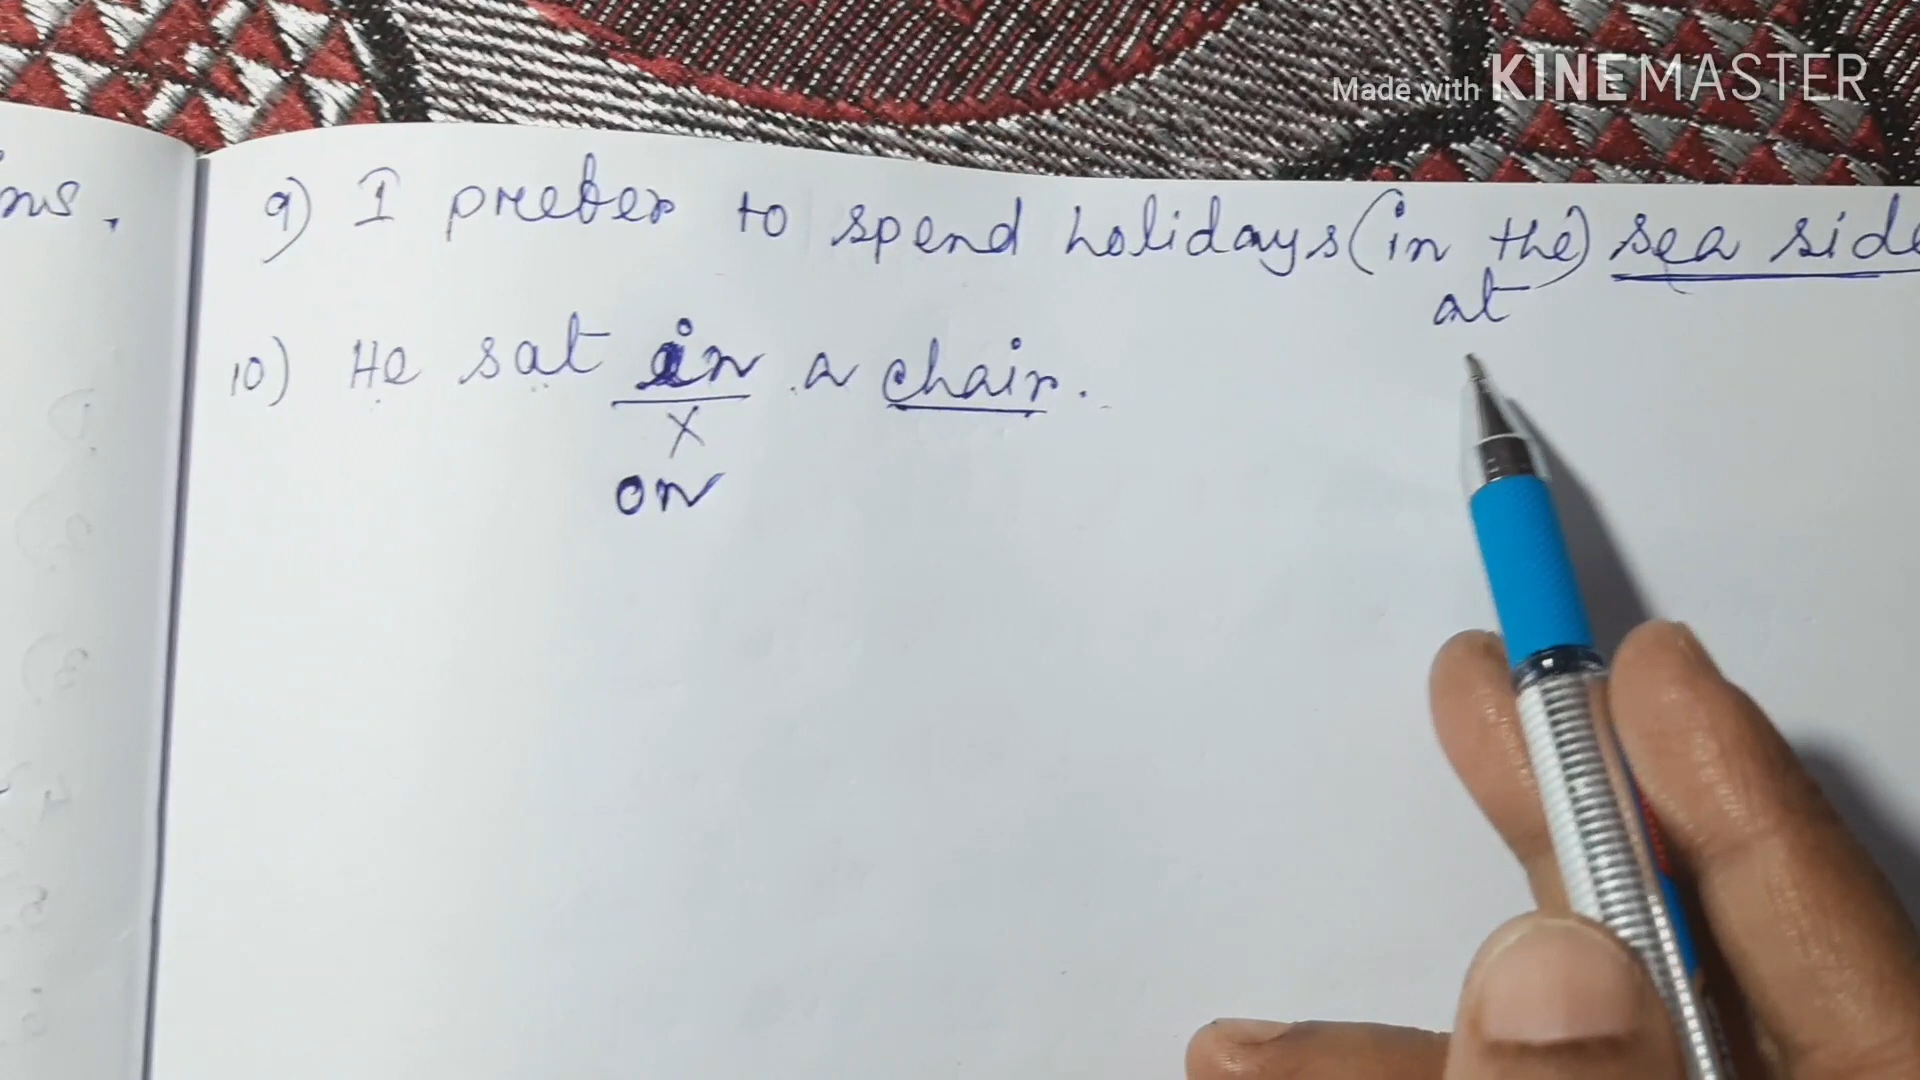 Made with KINEMASTER
ms.
9) I prefer to spend holidays (in the) sea side
at
10) He sat in a chair.
X
on